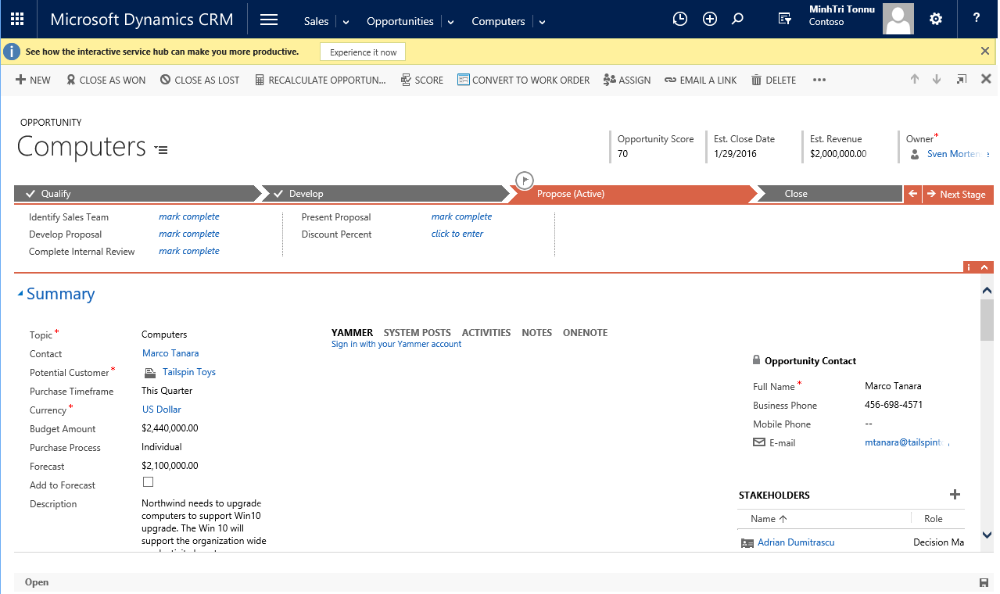 Microsoft Dynamics CRM Sales Opportunities Computers MinhTri Tonnu
Contoso
?
See how the interactive service hub can make you more productive. Experience it now
NEW CLOSE AS WON CLOSE AS LOST RECALCULATE OPPORTUN... SCORE CONVERT TO WORK ORDER ASSIGN EMAIL A LINK DELETE
OPPORTUNITY
Computers
Opportunity Score Est. Close Date Est. Revenue Owner*
70 1/29/2016 $2,000,000.00 Sven
Qualify Develop Propose (Active) Close Next Stage
Identify Sales Team mark complete Present Proposal mark complete
Develop Proposal mark complete Discount Percent click to enter
Complete Internal Review mark complete
Summary
YAMMER SYSTEM POSTS ACTIVITIES NOTES ONENOTE
Sign in with your Yammer account
Topic* Computers
Contact Marco Tanara
Potential Customer* Tailspin Toys
Purchase Timeframe This Quarter
Currency* US Dollar
Budget Amount $2,440,000.00
Purchase Process Individual
Forecast $2,100,000.00
Add to Forecast
Description Northwind needs to upgrade
computers to support Win10
upgrade. The Win 10 will
support the organization wide
Opportunity Contact
Full Name* Marco Tanara
Business Phone 456-698-4571
Mobile Phone --
E-mail mtanara@tailspint
STAKEHOLDERS
Name Role
Adrian Dumitrascu Decision Ma
Open